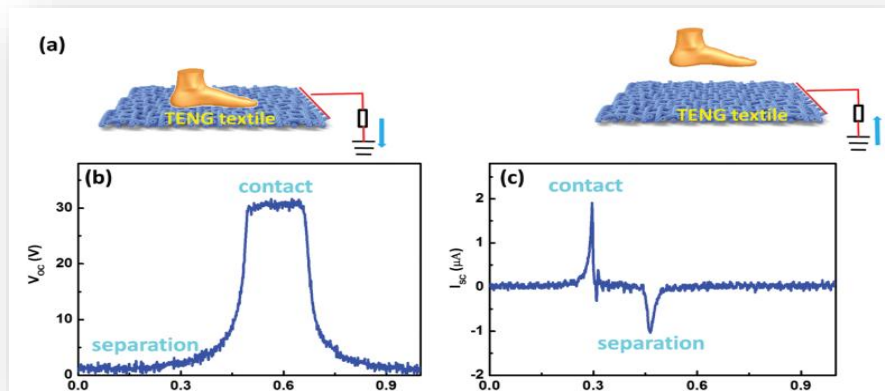 (a)
TENG textile
TENG textile
(b)
contact
separation
V_OC (V)
30
20
10
0
0.0 0.3 0.6 0.9
(c)
contact
separation
I_SC (μA)
2
1
0
-1
-2
0.0 0.3 0.6 0.9